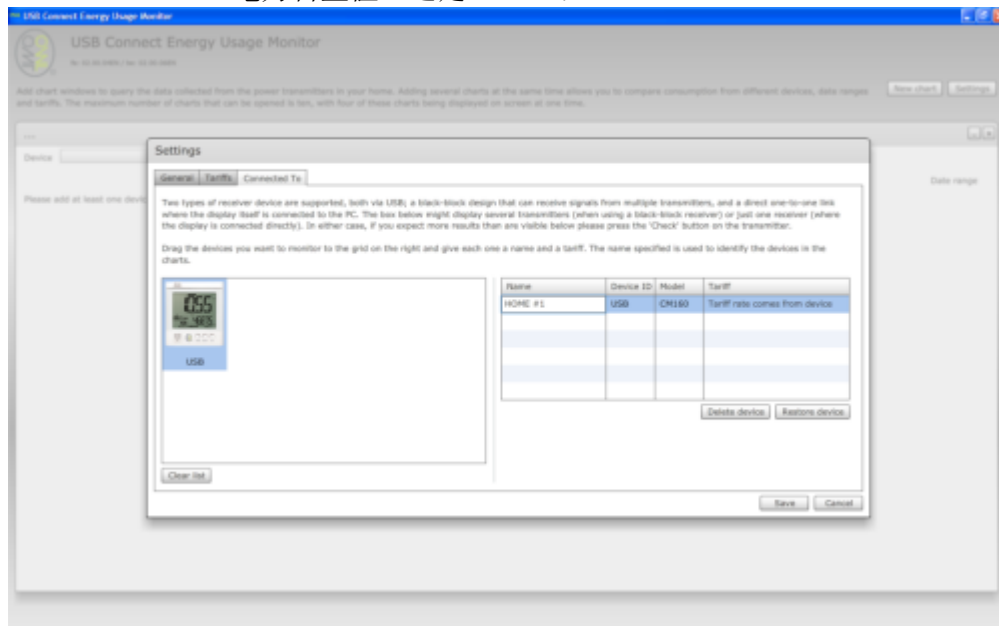 USB Connect Energy Usage Monitor
OWL
USB Connect Energy Usage Monitor
Add chart windows to query the data collected from the power transmitters in your home. Adding several charts at the same time allows you to compare consumption from different devices, date ranges
and tariffs. The maximum number of charts that can be opened is ten, with four of these charts being displayed on screen at one time.
New chart
Settings
Device
Date range
Please add at least one
Settings
General
Tariffs
Connected To
Two types of receiver device are supported, both via USB; a black-block design that can receive signals from multiple transmitters, and a direct one-to-one link
where the display itself is connected to the PC. The box below might display several transmitters (when using a black-block receiver) or just one receiver (where
the display is connected directly). In either case, if you expect more results than are visible below please press the 'Check' button on the transmitter.
Drag the devices you want to monitor to the grid on the right and give each one a name and a tariff. The name specified is used to identify the devices in the
charts.
USB
Name Device ID Model Tariff
HOME #1 USB CM160 Tariff rate comes from device
Delete device
Restore device
Clear list
Save
Cancel